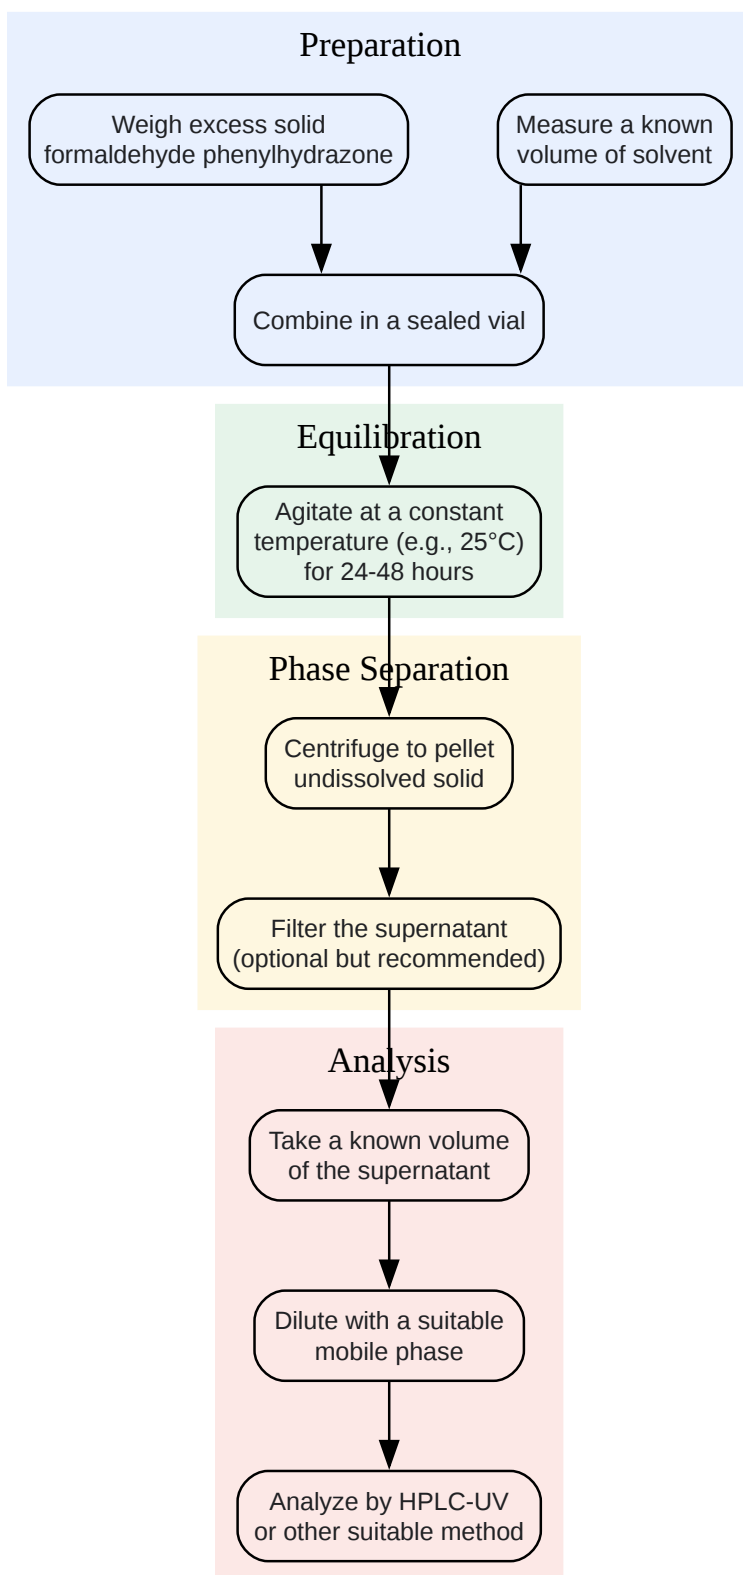 Preparation
Weigh excess solid
formaldehyde phenylhydrazone
Measure a known
volume of solvent
Combine in a sealed vial
Equilibration
Agitate at a constant
temperature (e.g., 25°C)
for 24-48 hours
Phase Separation
Centrifuge to pellet
undissolved solid
Filter the supernatant
(optional but recommended)
Analysis
Take a known volume
of the supernatant
Dilute with a suitable
mobile phase
Analyze by HPLC-UV
or other suitable method